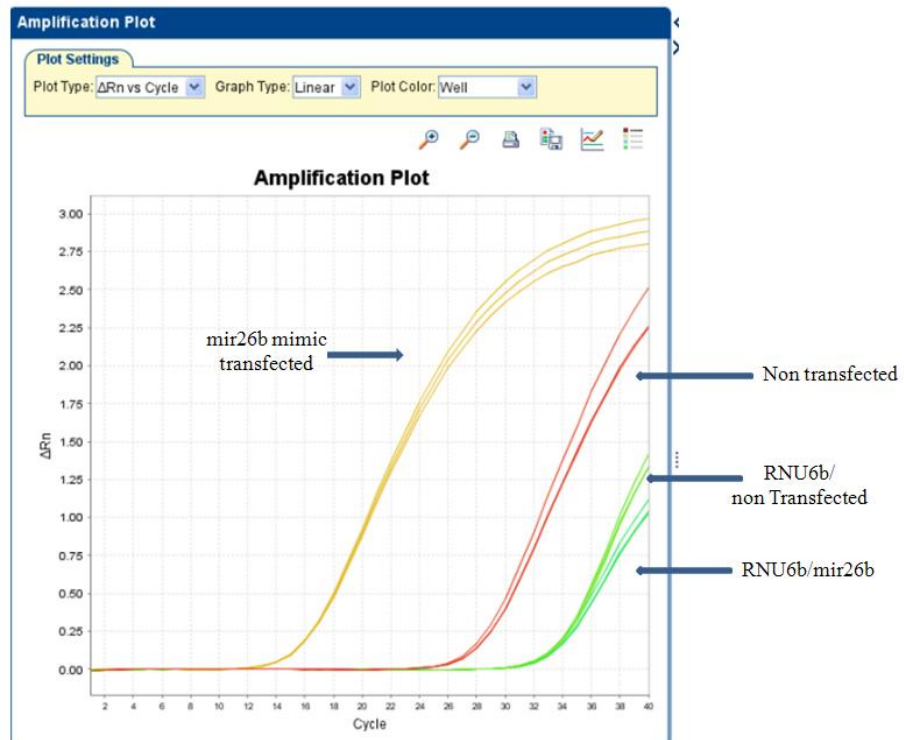 Amplification Plot
Plot Settings
Plot Type: ΔRn vs Cycle Graph Type: Linear Plot Color: Well
Amplification Plot
3.00
2.75
2.50
2.25
2.00
1.75
1.50
1.25
1.00
0.75
0.50
0.25
0.00
ΔRn
2 4 6 8 10 12 14 16 18 20 22 24 26 28 30 32 34 36 38 40
Cycle
mir26b mimic
transfected
Non transfected
RNU6b/
non Transfected
RNU6b/mir26b